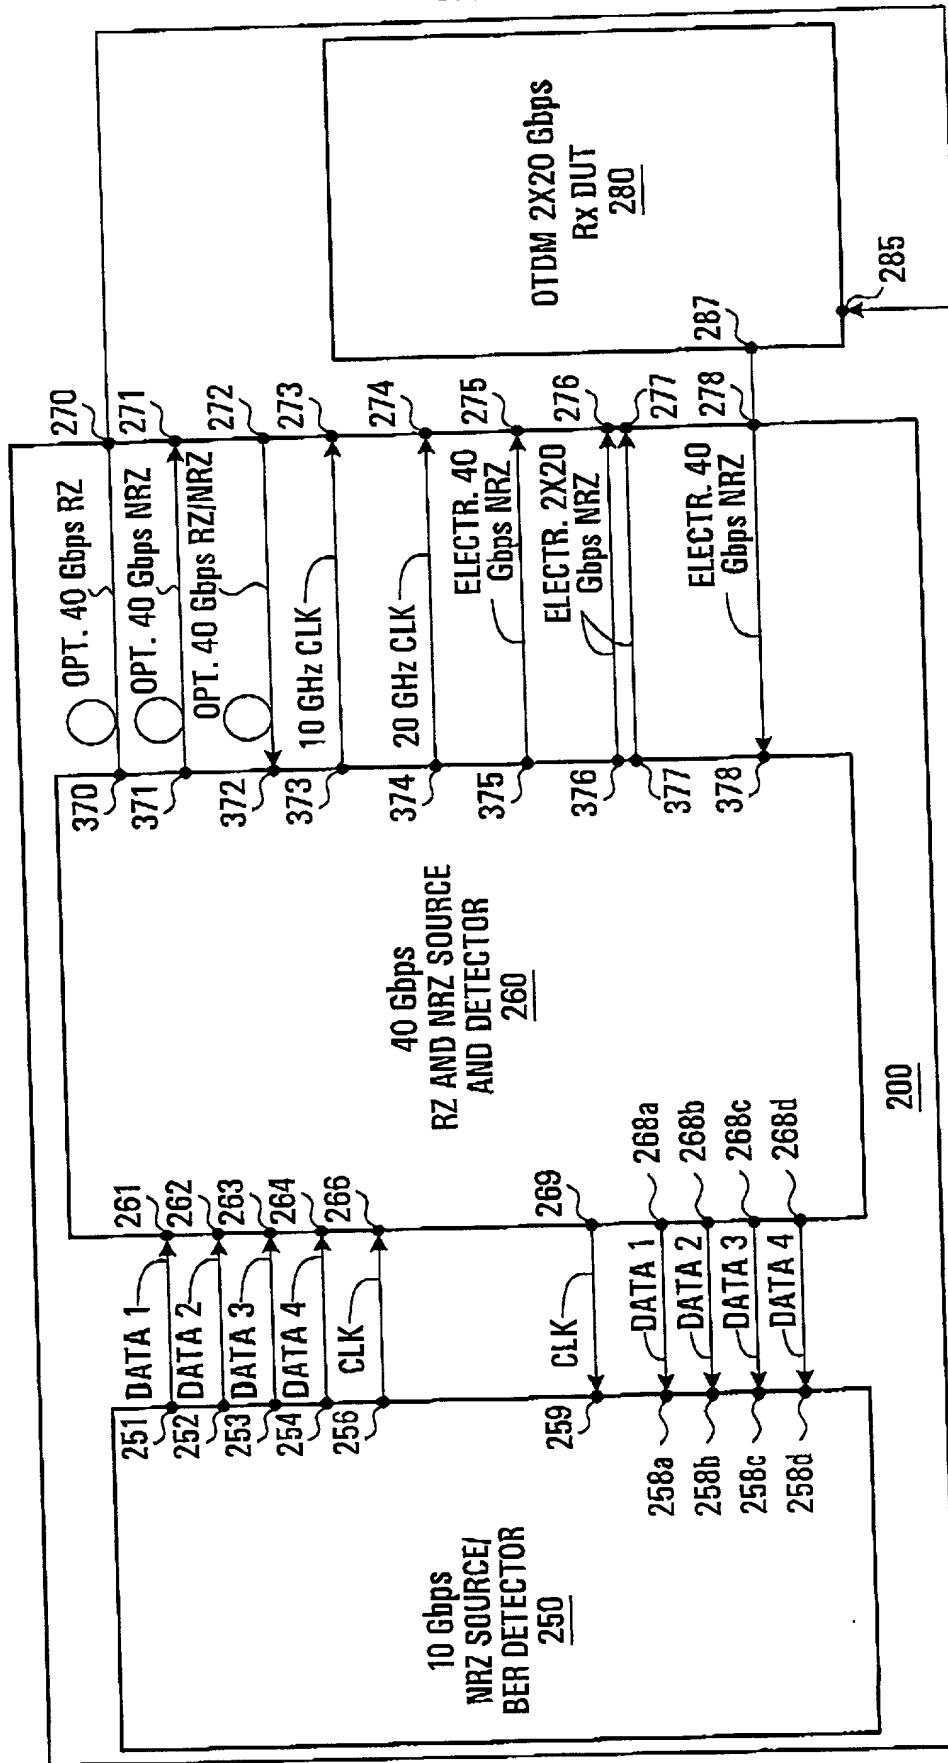 10 Gbps
NRZ SOURCE/
BER DETECTOR
250
251
252
253
254
256
259
258a
258b
258c
258d
DATA 1
DATA 2
DATA 3
DATA 4
CLK
CLK
DATA 1
DATA 2
DATA 3
DATA 4
261
262
263
264
266
269
268a
268b
268c
268d
40 Gbps
RZ AND NRZ SOURCE
AND DETECTOR
260
200
370
371
372
373
374
375
376
377
378
OPT. 40 Gbps RZ
OPT. 40 Gbps NRZ
OPT. 40 Gbps RZ/NRZ
10 GHz CLK
20 GHz CLK
ELECTR. 40
Gbps NRZ
ELECTR. 2X20
Gbps NRZ
ELECTR. 40
Gbps NRZ
270
271
272
273
274
275
276
277
278
287
285
OTDM 2X20 Gbps
Rx DUT
280